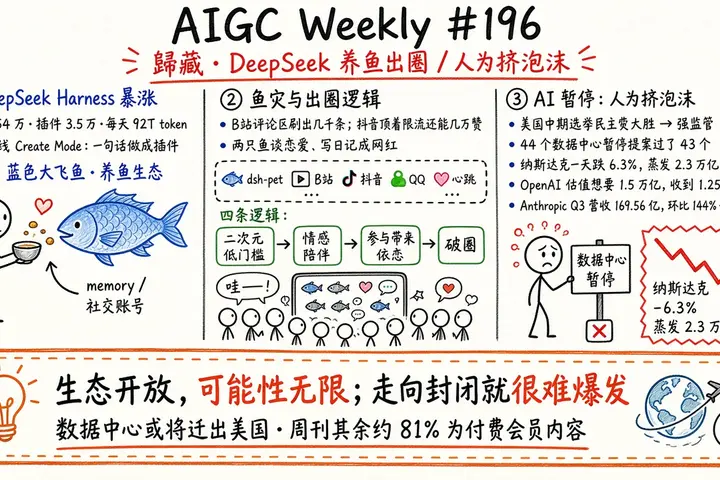 AIGC Weekly #196
歸藏·DeepSeek 养鱼出圈 / 人为挤泡沫
epSeek Harness 暴涨
54 万·插件 3.5 万·每天 92T token
线 Create Mode:一句话做成插件
蓝色大飞鱼·养鱼生态
memory /
社交账号
② 鱼灾与出圈逻辑
• B站评论区刷出几千条;抖音顶着限流还能几万赞
• 两只鱼谈恋爱、写日记成网红
dsh-pet B站 抖音 QQ 心跳
四条逻辑:
二次元
低门槛
情感
陪伴
参与带来
依恋
破圈
哇一!
③ AI 暂停:人为挤泡沫
• 美国中期选举民主党大胜 → 强监管
• 44 个数据中心暂停提案过了 43 个
• 纳斯达克一天跌 6.3%,蒸发 2.3 万亿
• OpenAI 估值想要 1.5 万亿,收到 1.25
• Anthropic Q3 营收 169.56 亿,环比 144%
数据中心
暂停
纳斯达克
-6.3%
蒸发 2.3 万
生态开放,可能性无限;走向封闭就很难爆发
数据中心或将迁出美国·周刊其余约 81% 为付费会员内容